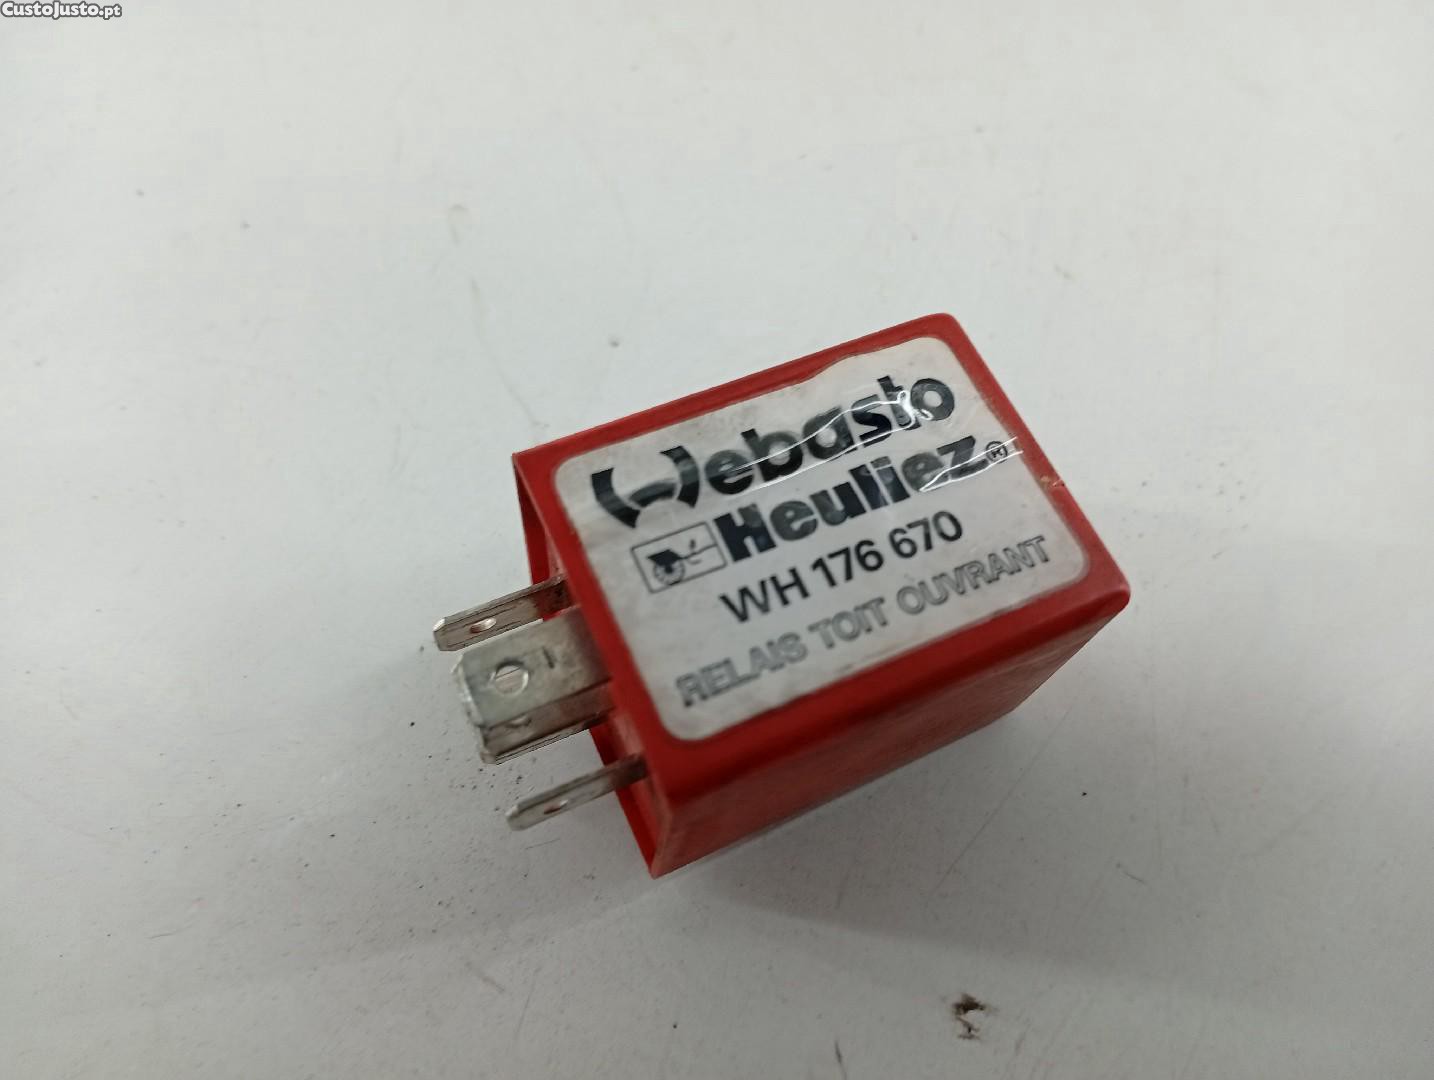 CustoJusto.pt
Webasto
Heuliez®
WH 176 670
RELAIS TOIT OUVRANT